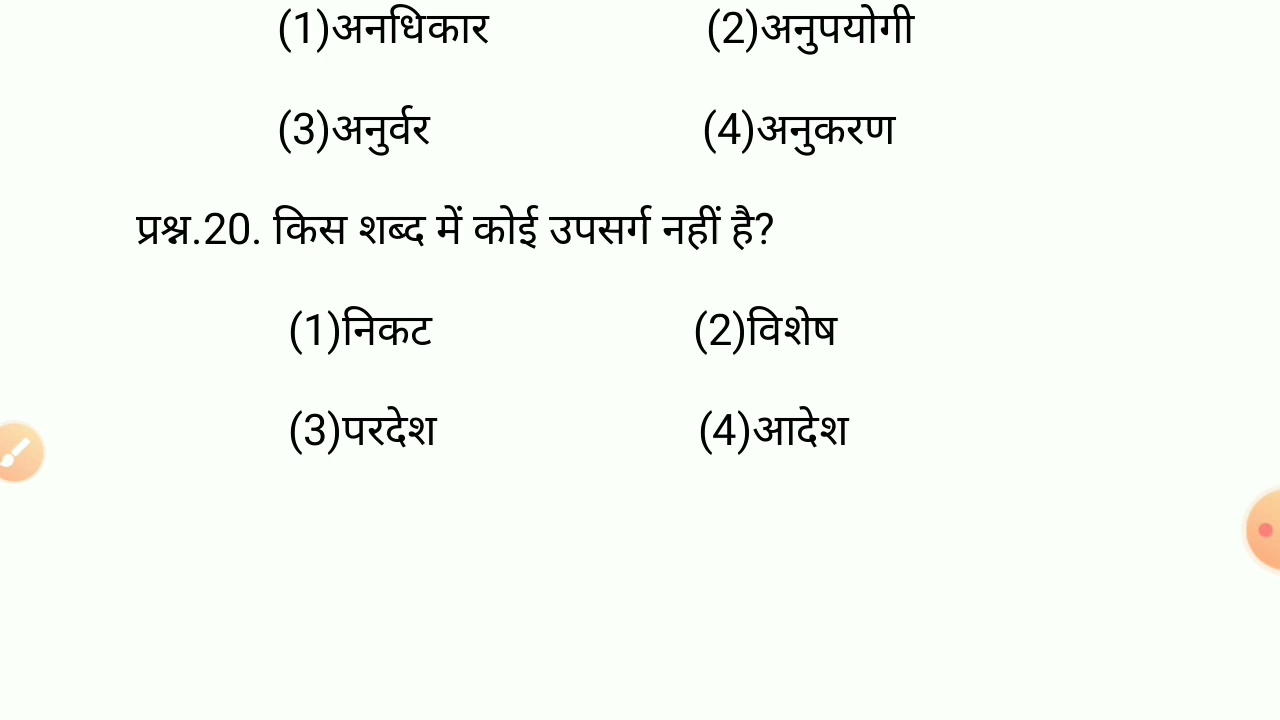 (1)अनधिकार (2)अनुपयोगी
(3)अनुर्वर (4)अनुकरण
प्रश्न.20. किस शब्द में कोई उपसर्ग नहीं है?
(1)निकट (2)विशेष
(3)परदेश (4)आदेश